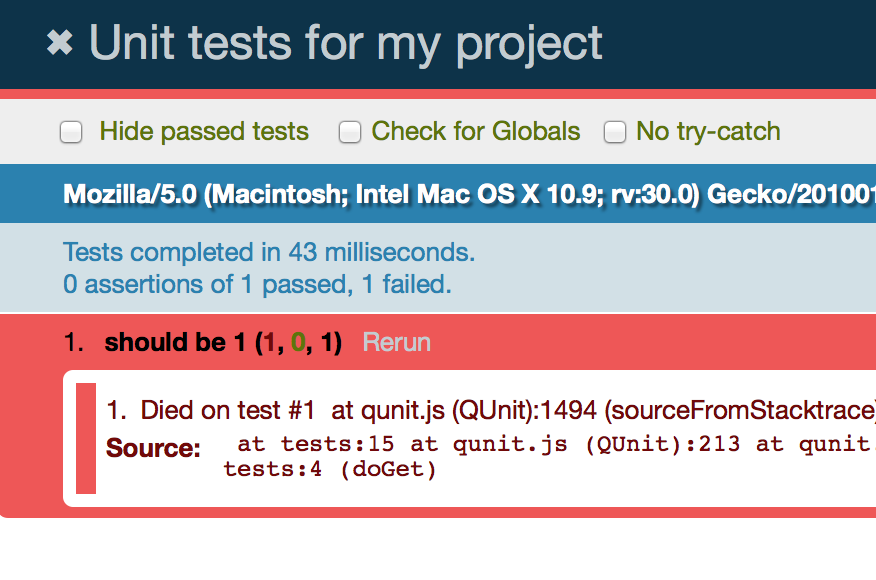 ✖ Unit tests for my project
Hide passed tests Check for Globals No try-catch
Mozilla/5.0 (Macintosh; Intel Mac OS X 10.9; rv:30.0) Gecko/201001
Tests completed in 43 milliseconds.
0 assertions of 1 passed, 1 failed.
1. should be 1 (1, 0, 1) Rerun
1. Died on test #1 at qunit.js (QUnit):1494 (sourceFromStacktrace)
Source: at tests:15 at qunit.js (QUnit):213 at qunit.
tests:4 (doGet)